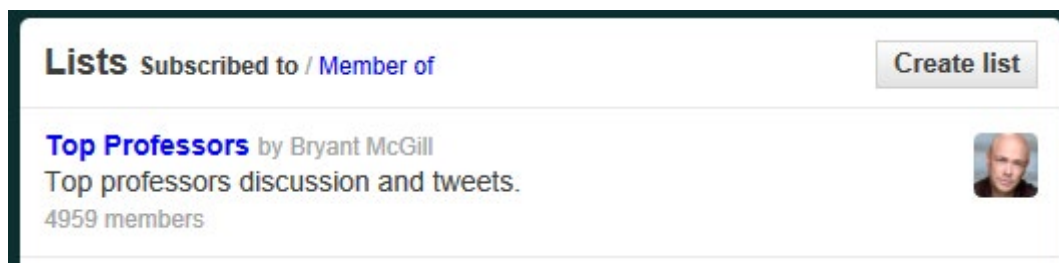 Lists Subscribed to / Member of
Create list
Top Professors by Bryant McGill
Top professors discussion and tweets.
4959 members